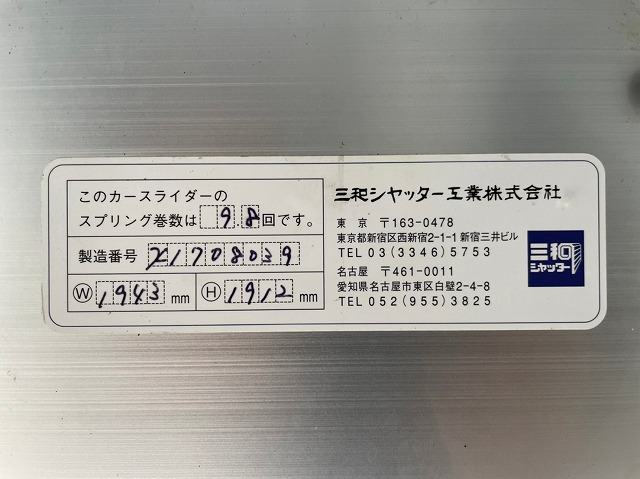 このカースライダーの
スプリング巻数は 9.8回です。
製造番号 X1708039
Ⓦ 1943 mm Ⓗ 1912 mm
三和シヤッター工業株式会社
東京 〒163-0478
東京都新宿区西新宿2-1-1 新宿三井ビル
TEL 03(3346)5753
名古屋 〒461-0011
愛知県名古屋市東区白壁2-4-8
TEL 052(955)3825
三和
シヤッター